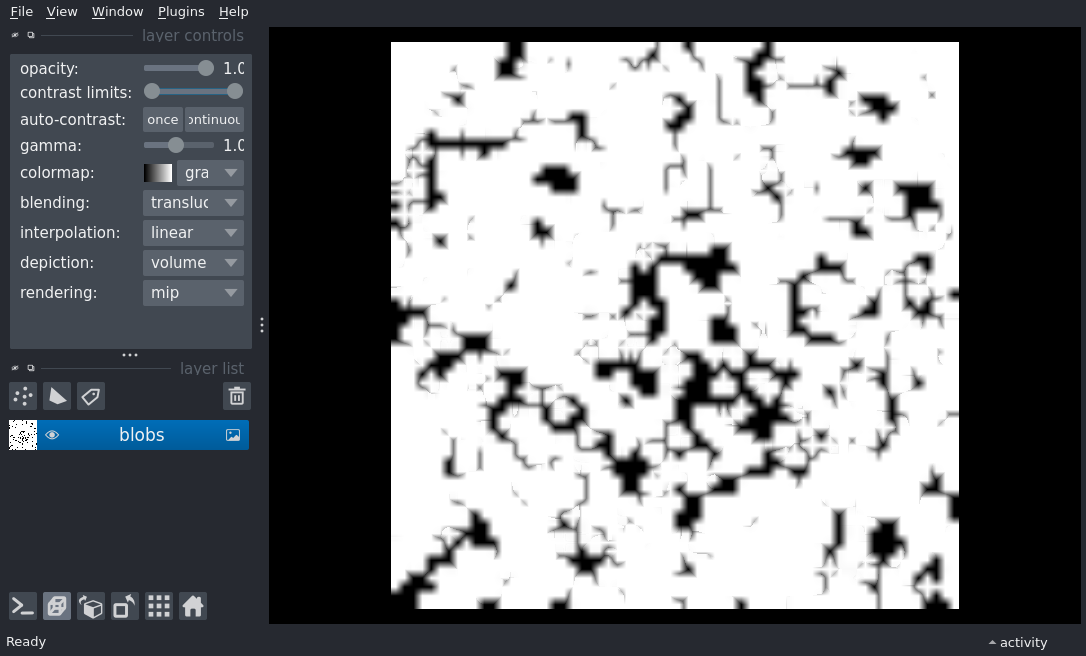 File View Window Plugins Help
layer controls
opacity: 1.0
contrast limits:
auto-contrast: once ontinuou
gamma: 1.0
colormap: gra
blending: transluc
interpolation: linear
depiction: volume
rendering: mip
layer list
blobs
Ready
activity